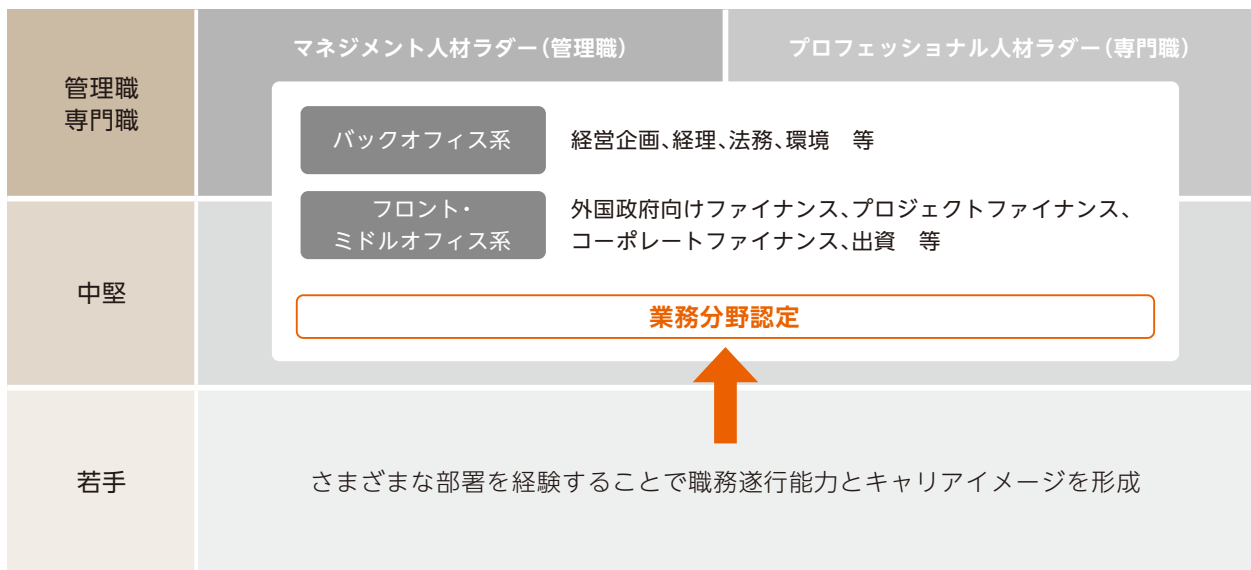 マネジメント人材ラダー（管理職）
プロフェッショナル人材ラダー（専門職）
管理職
専門職
バックオフィス系
経営企画、経理、法務、環境　等
フロント・
ミドルオフィス系
外国政府向けファイナンス、プロジェクトファイナンス、
コーポレートファイナンス、出資　等
中堅
業務分野認定
若手
さまざまな部署を経験することで職務遂行能力とキャリアイメージを形成